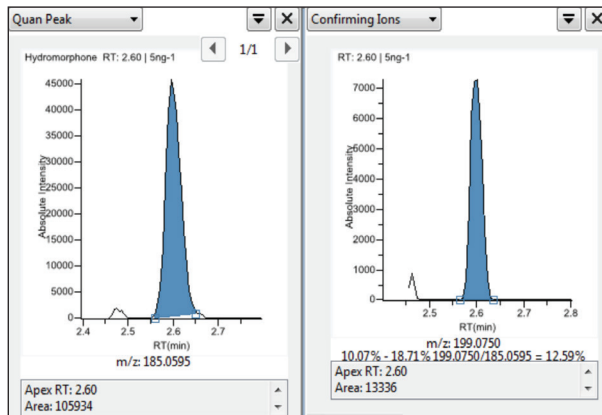 Quan Peak
1/1
Hydromorphone RT: 2.60 | 5ng-1
45000
40000
35000
30000
25000
20000
15000
10000
5000
0
Absolute Intensity
2.4 2.5 2.6 2.7
RT(min)
m/z: 185.0595
Apex RT: 2.60
Area: 105934
Confirming Ions
RT: 2.60 | 5ng-1
7000
6000
5000
4000
3000
2000
1000
0
Absolute Intensity
2.5 2.6 2.7 2.8
RT(min)
m/z: 199.0750
10.07% - 18.71% 199.0750/185.0595 = 12.59%
Apex RT: 2.60
Area: 13336